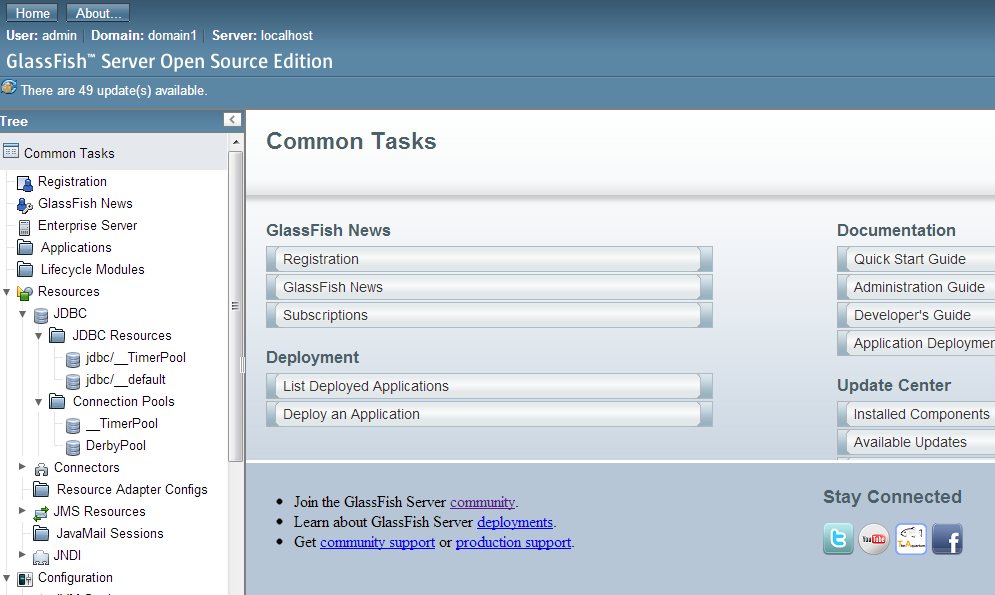 Home About...
User: admin Domain: domain1 Server: localhost
GlassFish™ Server Open Source Edition
There are 49 update(s) available.
Tree
Common Tasks
Registration
GlassFish News
Enterprise Server
Applications
Lifecycle Modules
Resources
JDBC
JDBC Resources
jdbc/__TimerPool
jdbc/__default
Connection Pools
__TimerPool
DerbyPool
Connectors
Resource Adapter Configs
JMS Resources
JavaMail Sessions
JNDI
Configuration
Common Tasks
GlassFish News
Registration
GlassFish News
Subscriptions
Deployment
List Deployed Applications
Deploy an Application
Documentation
Quick Start Guide
Administration Guide
Developer's Guide
Application Deploymen
Update Center
Installed Components
Available Updates
• Join the GlassFish Server community.
• Learn about GlassFish Server deployments.
• Get community support or production support.
Stay Connected
You Tube